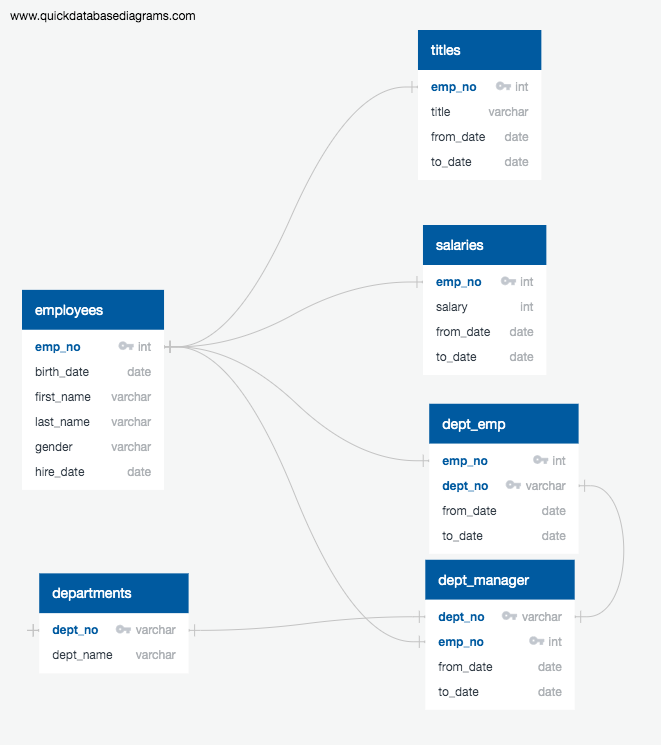 www.quickdatabasediagrams.com
titles
emp_no int
title varchar
from_date date
to_date date
salaries
emp_no int
salary int
from_date date
to_date date
employees
emp_no int
birth_date date
first_name varchar
last_name varchar
gender varchar
hire_date date
dept_emp
emp_no int
dept_no varchar
from_date date
to_date date
departments
dept_no varchar
dept_name varchar
dept_manager
dept_no varchar
emp_no int
from_date date
to_date date